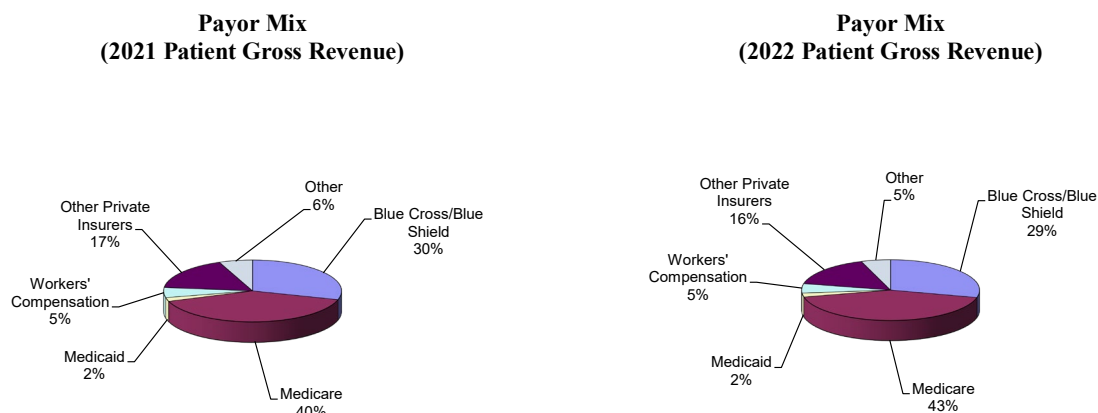 Payor Mix
(2021 Patient Gross Revenue)
Other
6%
Other Private
Insurers
17%
Blue Cross/Blue
Shield
30%
Workers'
Compensation
5%
Medicaid
2%
Medicare
40%
Payor Mix
(2022 Patient Gross Revenue)
Other
5%
Other Private
Insurers
16%
Blue Cross/Blue
Shield
29%
Workers'
Compensation
5%
Medicaid
2%
Medicare
43%